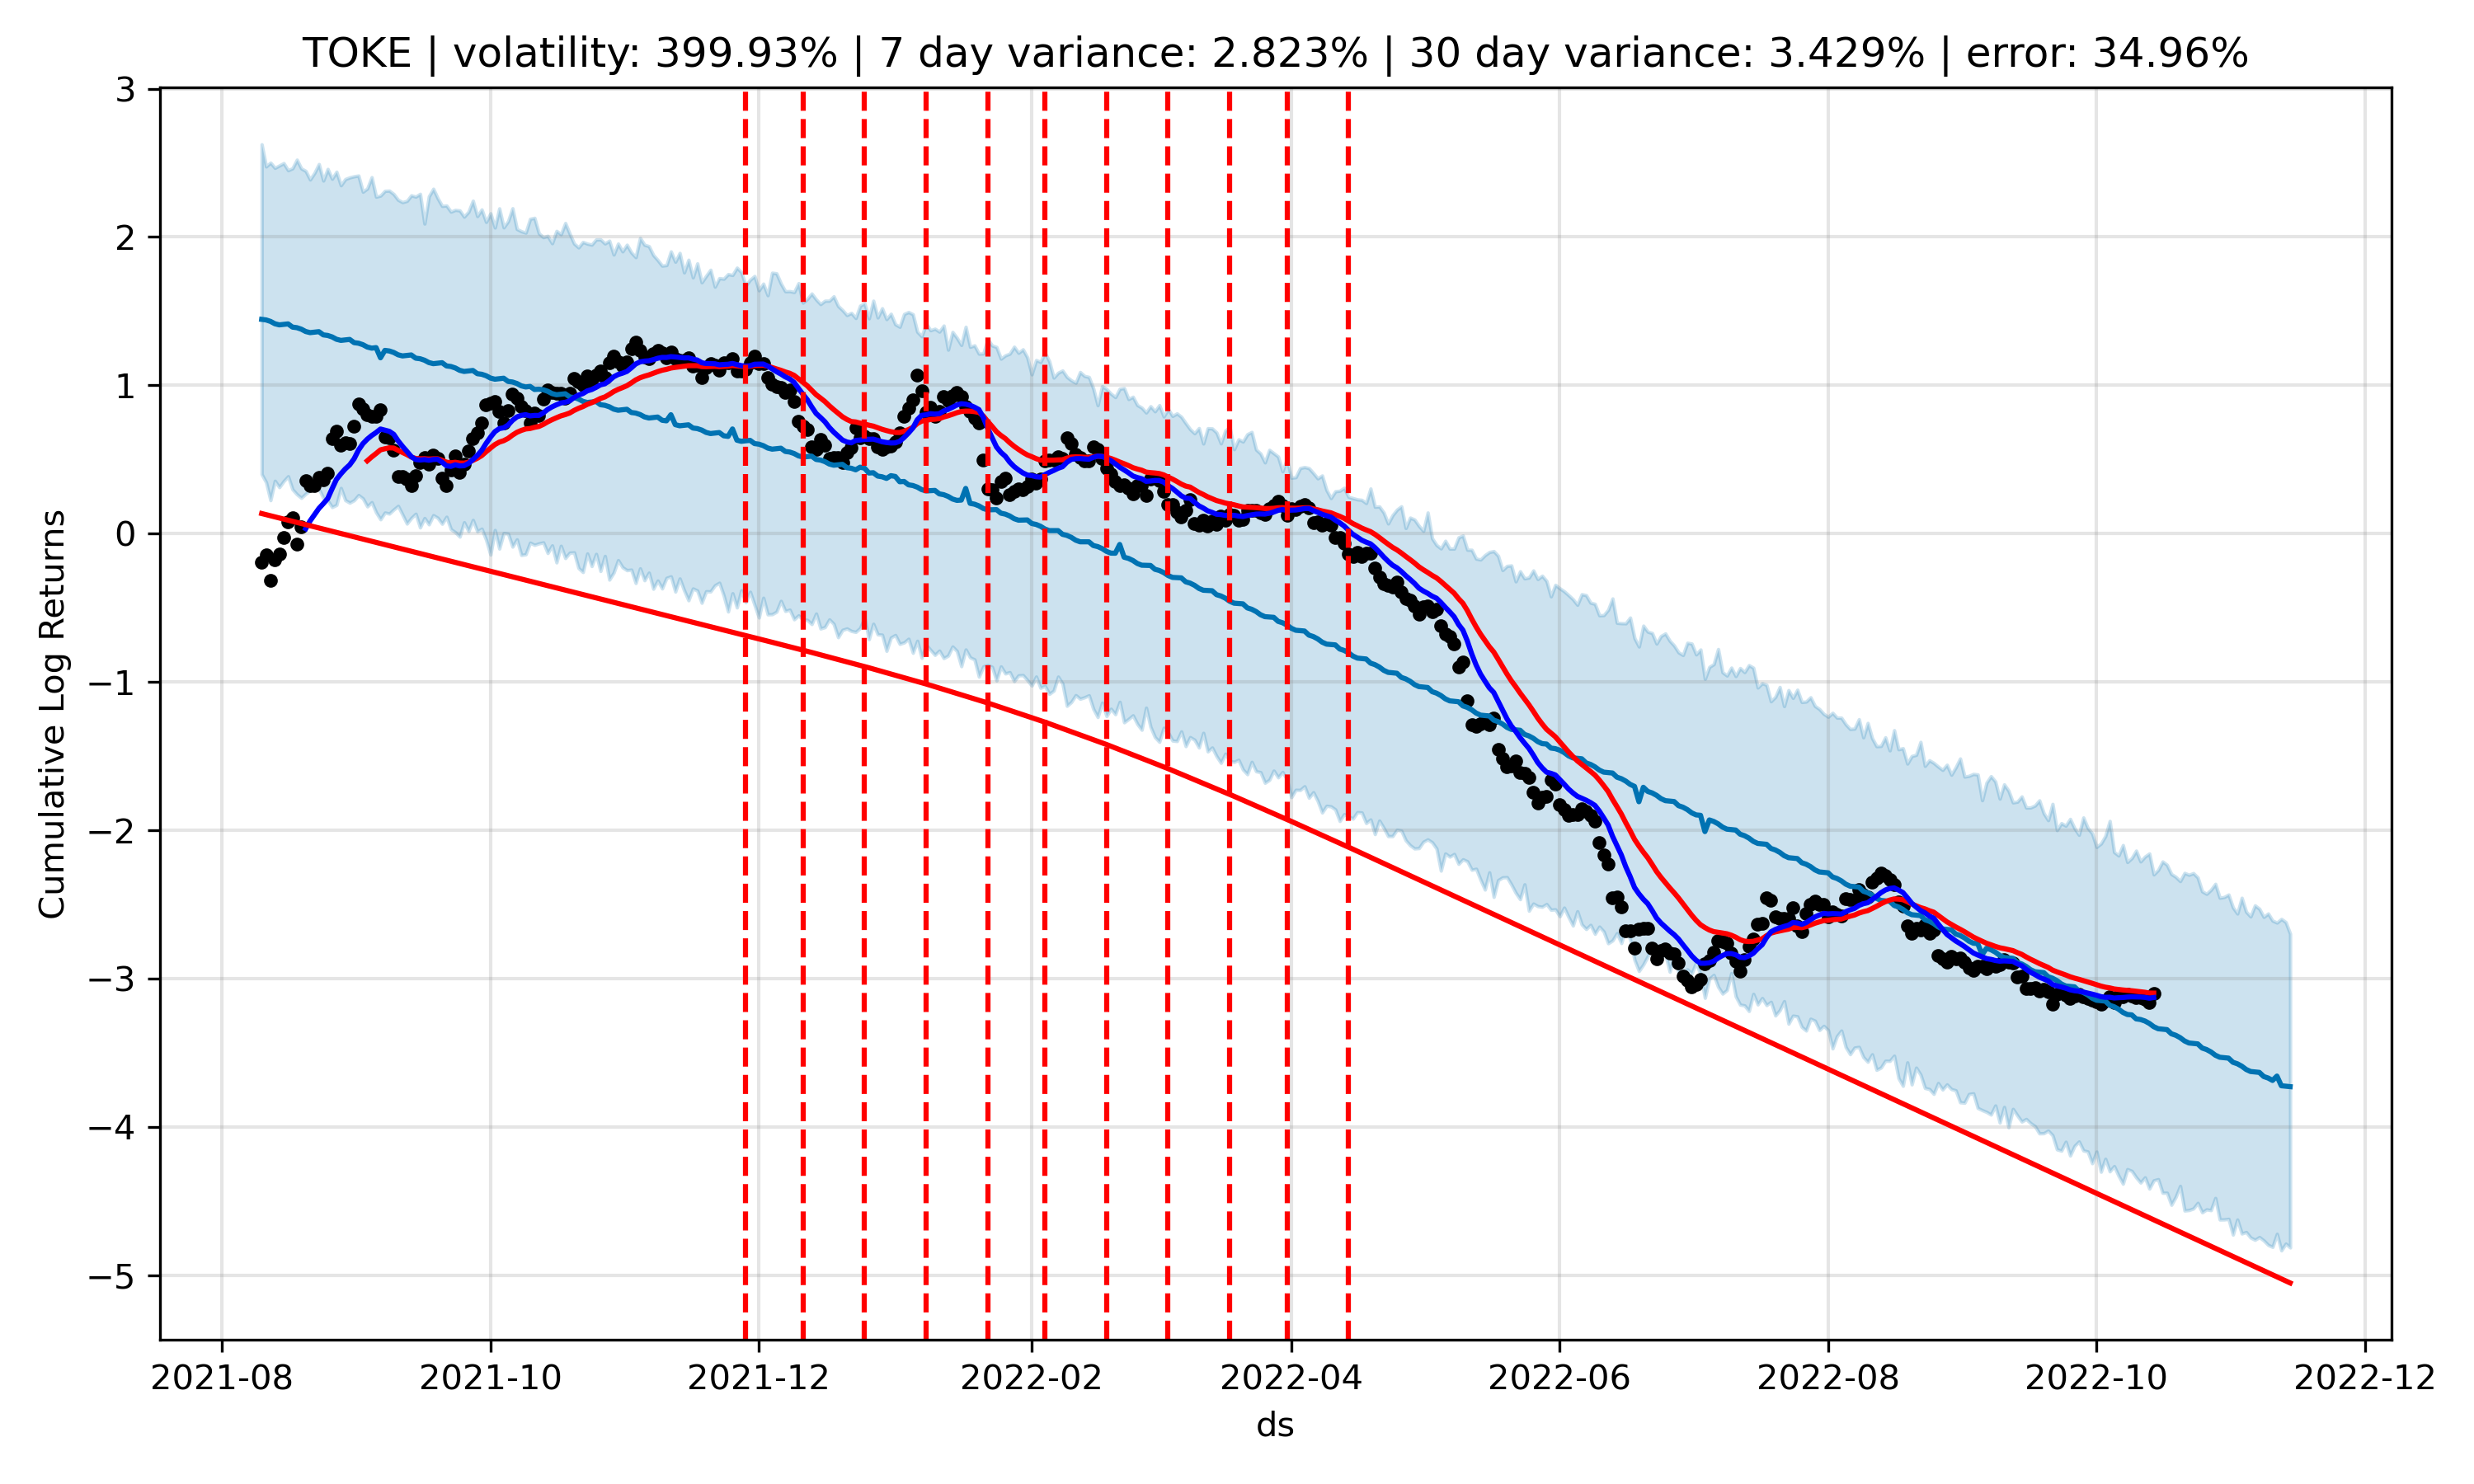 TOKE | volatility: 399.93% | 7 day variance: 2.823% | 30 day variance: 3.429% | error: 34.96%
3
2
1
0
−1
−2
−3
−4
−5
Cumulative Log Returns
2021-08 2021-10 2021-12 2022-02 2022-04 2022-06 2022-08 2022-10 2022-12
ds